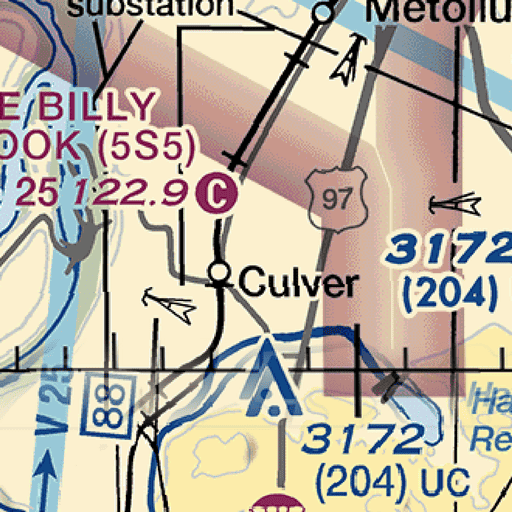 substation
Metoliu
E BILLY
OOK (5S5)
25 122.9 C
97
3172
(204)
Culver
V 25
88
3172
(204) UC
Ha
Re